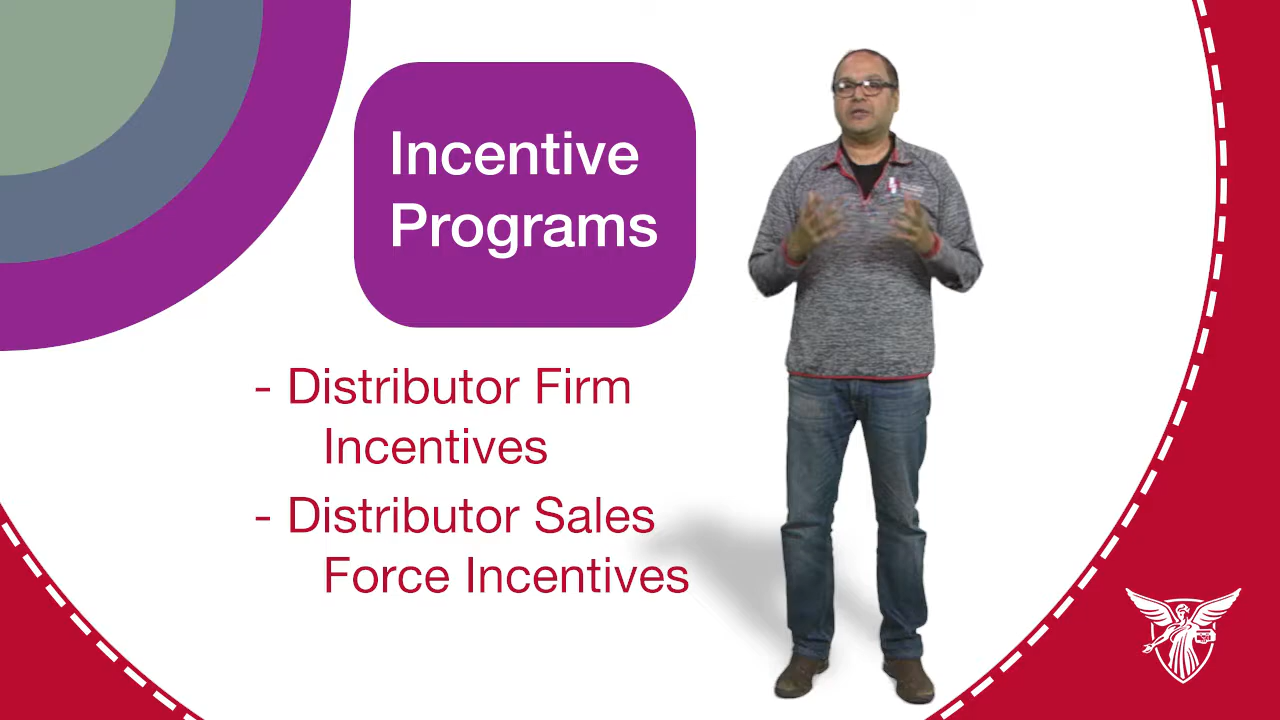 Incentive
Programs
- Distributor Firm
Incentives
- Distributor Sales
Force Incentives